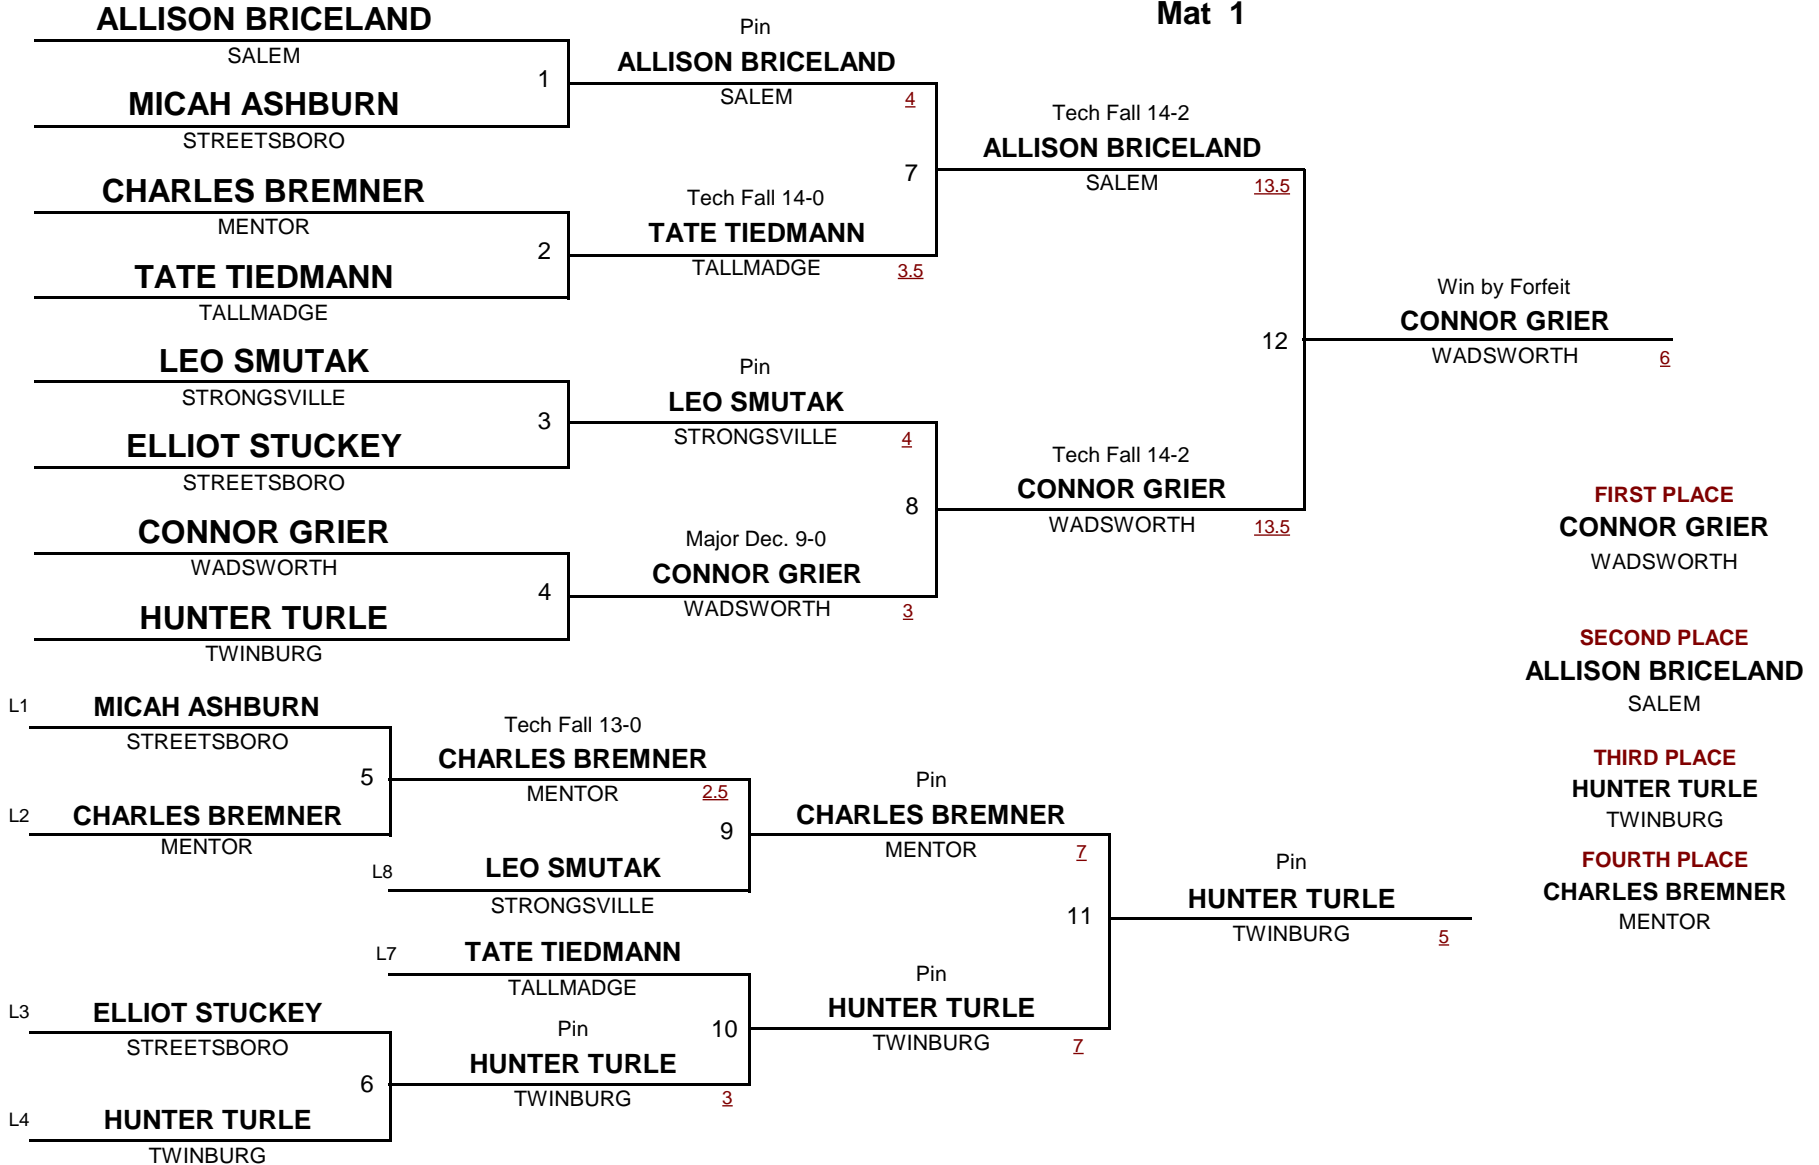 Mat 1
ALLISON BRICELAND
SALEM
1
MICAH ASHBURN
STREETSBORO
CHARLES BREMNER
MENTOR
2
TATE TIEDMANN
TALLMADGE
LEO SMUTAK
STRONGSVILLE
3
ELLIOT STUCKEY
STREETSBORO
CONNOR GRIER
WADSWORTH
4
HUNTER TURLE
TWINBURG
Pin
ALLISON BRICELAND
SALEM 4
7
Tech Fall 14-0
TATE TIEDMANN
TALLMADGE 3.5
Pin
LEO SMUTAK
STRONGSVILLE 4
8
Major Dec. 9-0
CONNOR GRIER
WADSWORTH 3
Tech Fall 14-2
ALLISON BRICELAND
SALEM 13.5
12
Tech Fall 14-2
CONNOR GRIER
WADSWORTH 13.5
Win by Forfeit
CONNOR GRIER
WADSWORTH 6
FIRST PLACE
CONNOR GRIER
WADSWORTH
SECOND PLACE
ALLISON BRICELAND
SALEM
THIRD PLACE
HUNTER TURLE
TWINBURG
FOURTH PLACE
CHARLES BREMNER
MENTOR
L1 MICAH ASHBURN
STREETSBORO
5
L2 CHARLES BREMNER
MENTOR
L3 ELLIOT STUCKEY
STREETSBORO
6
L4 HUNTER TURLE
TWINBURG
Tech Fall 13-0
CHARLES BREMNER
MENTOR 2.5
9
L8 LEO SMUTAK
STRONGSVILLE
L7 TATE TIEDMANN
TALLMADGE
10
Pin
HUNTER TURLE
TWINBURG 3
Pin
CHARLES BREMNER
MENTOR 7
11
Pin
HUNTER TURLE
TWINBURG 7
Pin
HUNTER TURLE
TWINBURG 5